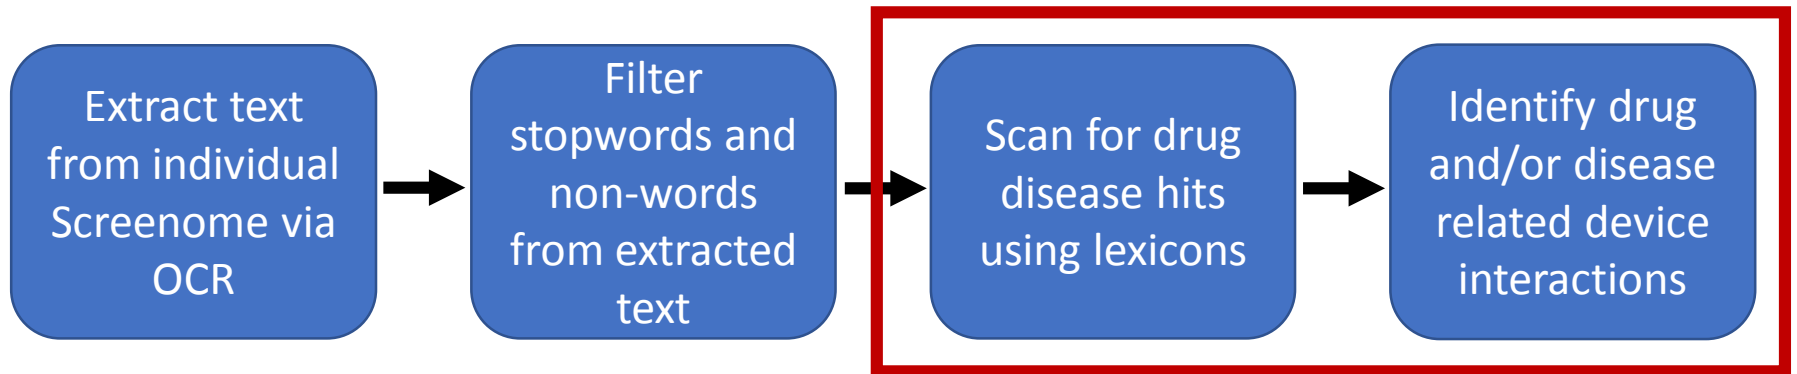 Extract text
from individual
Screenome via
OCR
Filter
stopwords and
non-words
from extracted
text
Scan for drug
disease hits
using lexicons
Identify drug
and/or disease
related device
interactions